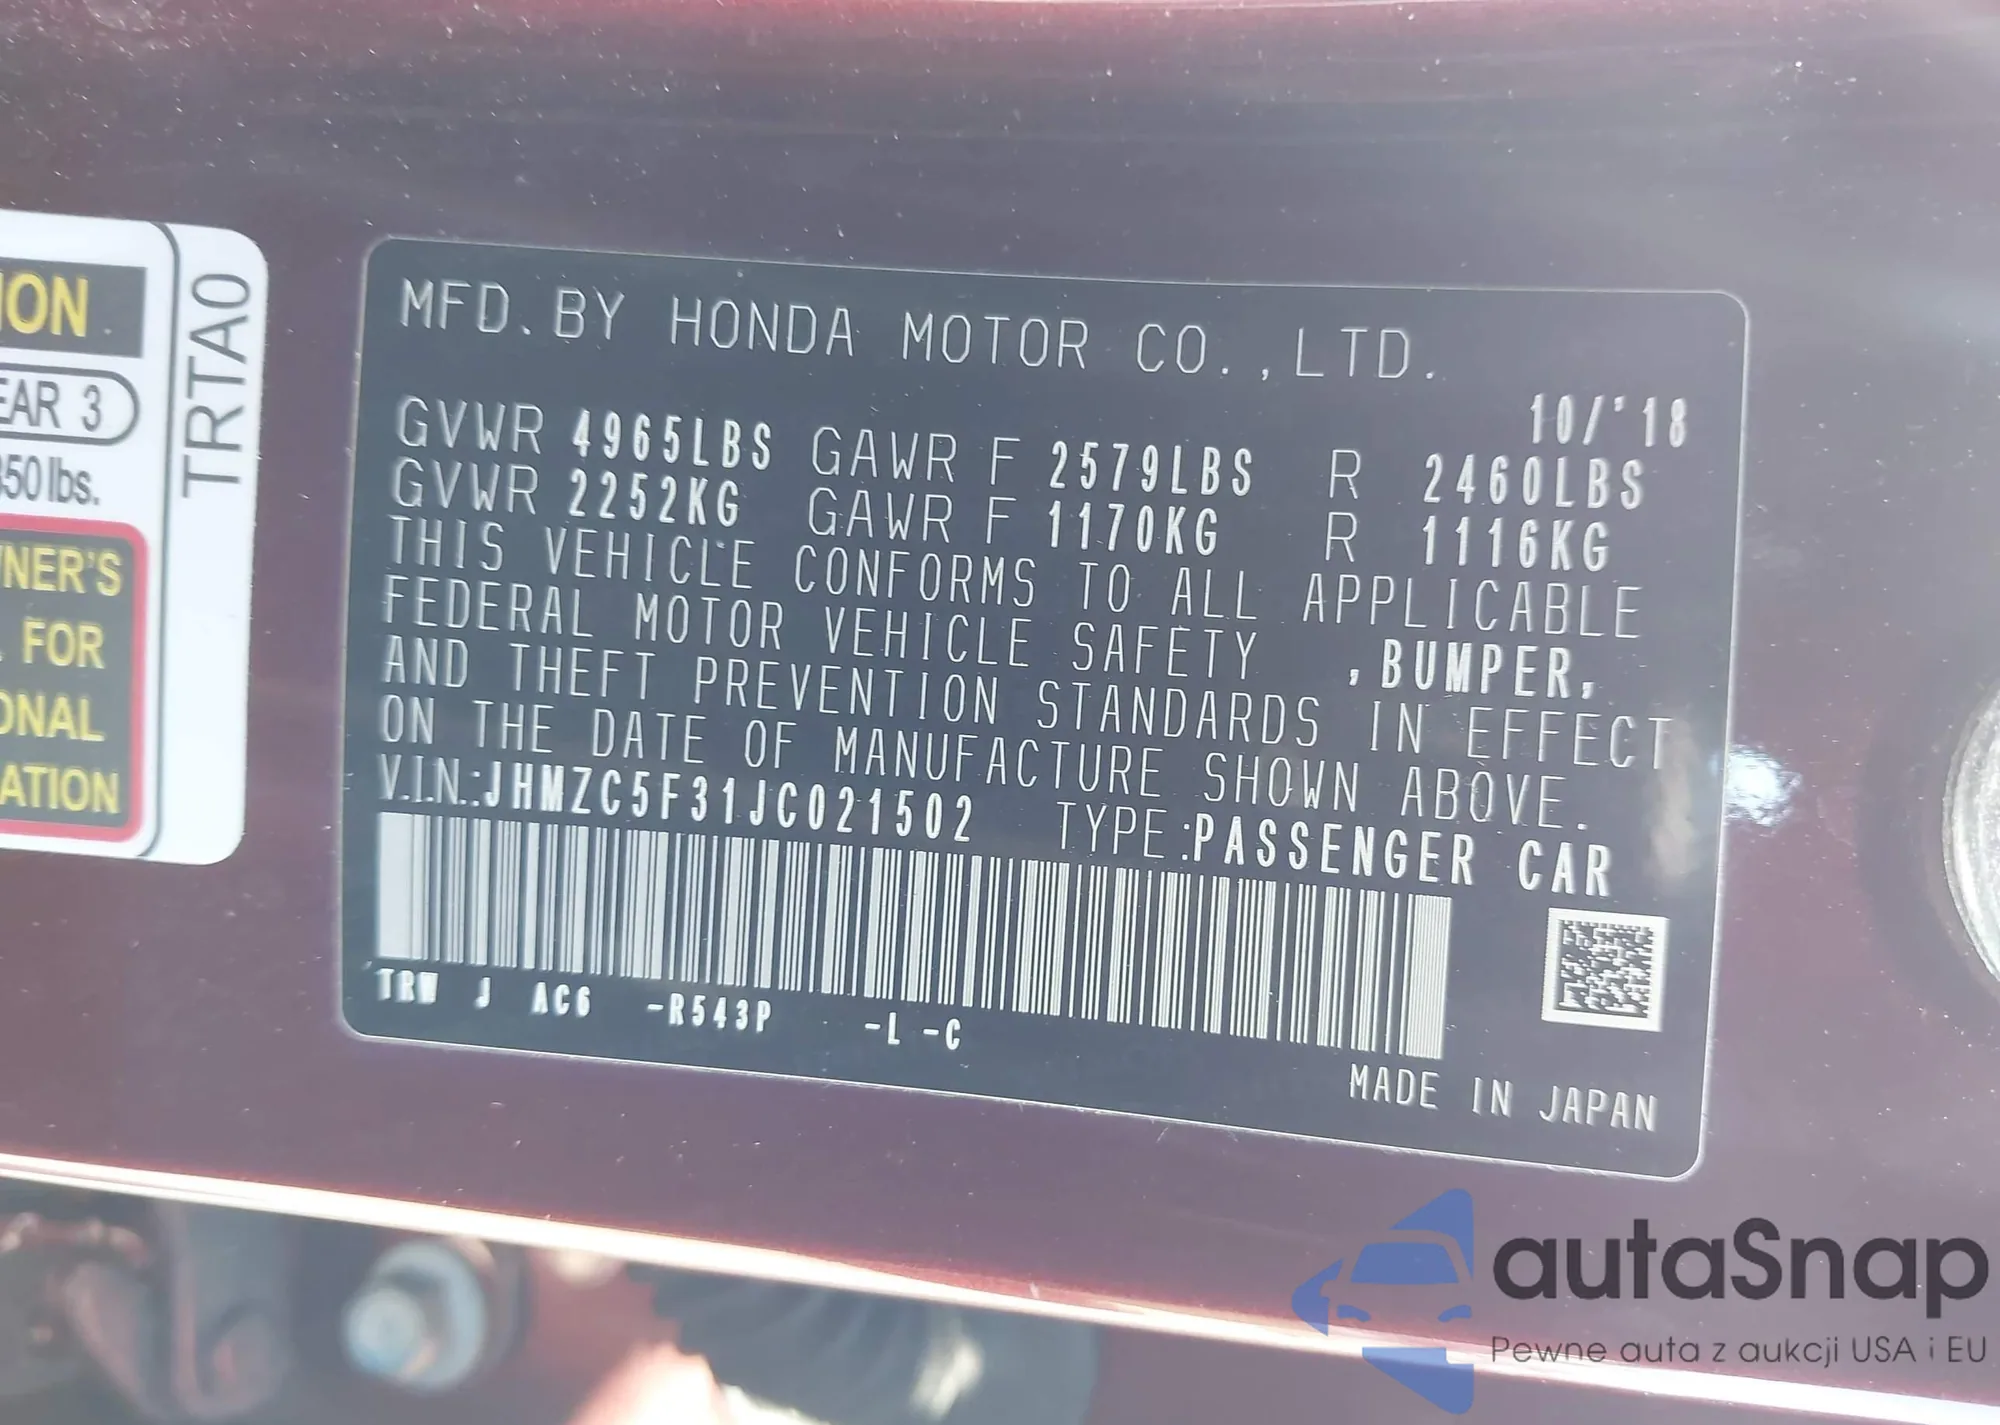 ION
EAR 3
350 lbs.
NER'S
. FOR
ONAL
ATION
TRTA0
MFD. BY HONDA MOTOR CO., LTD.
10/'18
GVWR 4965LBS GAWR F 2579LBS R 2460LBS
GVWR 2252KG GAWR F 1170KG R 1116KG
THIS VEHICLE CONFORMS TO ALL APPLICABLE
FEDERAL MOTOR VEHICLE SAFETY , BUMPER,
AND THEFT PREVENTION STANDARDS IN EFFECT
ON THE DATE OF MANUFACTURE SHOWN ABOVE.
V.I.N.:JHMZC5F31JC021502 TYPE:PASSENGER CAR
TRW J AC6 -R543P -L -C
MADE IN JAPAN
autaSnap
Pewne auta z aukcji USA i EU